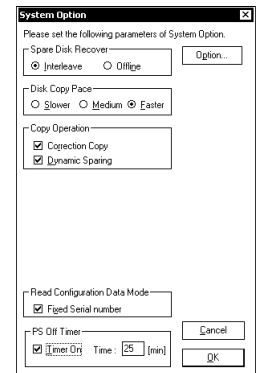 System Option
Please set the following parameters of System Option.
Spare Disk Recover
Interleave Offline
Option...
Disk Copy Pace
Slower Medium Faster
Copy Operation
Correction Copy
Dynamic Sparing
Read Configuration Data Mode
Fixed Serial number
PS Off Timer
Timer On Time : 25 [min]
Cancel
OK